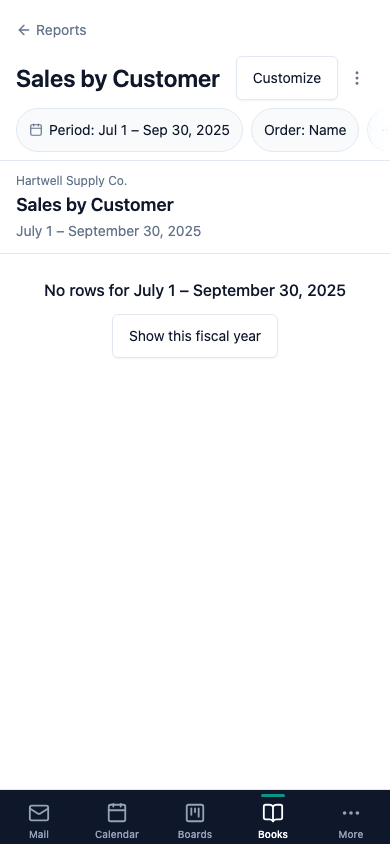 Reports
Sales by Customer
Customize
Period: Jul 1 – Sep 30, 2025
Order: Name
Hartwell Supply Co.
Sales by Customer
July 1 – September 30, 2025
No rows for July 1 – September 30, 2025
Show this fiscal year
Mail
Calendar
Boards
Books
More